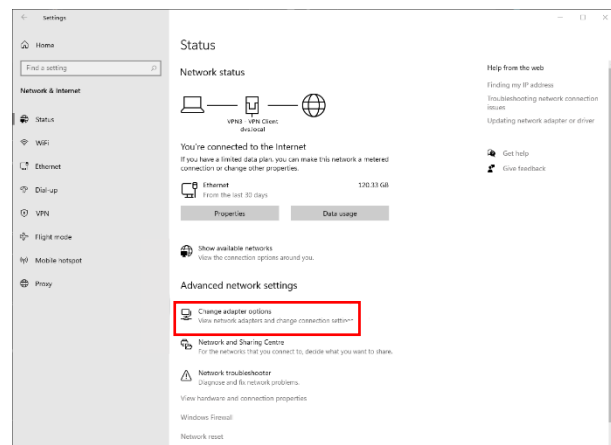 Settings
Home
Find a setting
Network & Internet
Status
WiFi
Ethernet
Dial-up
VPN
Flight mode
Mobile hotspot
Proxy
Status
Network status
VPN3 - VPN Client
dvs.local
You're connected to the Internet
If you have a limited data plan, you can make this network a metered
connection or change other properties.
Ethernet
From the last 30 days
120.33 GB
Properties
Data usage
Show available networks
View the connection options around you.
Advanced network settings
Change adapter options
View network adapters and change connection settings.
Network and Sharing Centre
For the networks that you connect to, decide what you want to share.
Network troubleshooter
Diagnose and fix network problems.
View hardware and connection properties
Windows Firewall
Network reset
Help from the web
Finding my IP address
Troubleshooting network connection
issues
Updating network adapter or driver
Get help
Give feedback